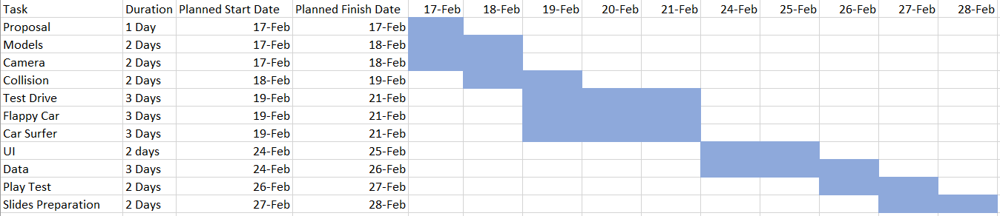 Task Duration Planned Start Date Planned Finish Date 17-Feb 18-Feb 19-Feb 20-Feb 21-Feb 24-Feb 25-Feb 26-Feb 27-Feb 28-Feb
Proposal 1 Day 17-Feb 17-Feb
Models 2 Days 17-Feb 18-Feb
Camera 2 Days 17-Feb 18-Feb
Collision 2 Days 18-Feb 19-Feb
Test Drive 3 Days 19-Feb 21-Feb
Flappy Car 3 Days 19-Feb 21-Feb
Car Surfer 3 Days 19-Feb 21-Feb
UI 2 days 24-Feb 25-Feb
Data 3 Days 24-Feb 26-Feb
Play Test 2 Days 26-Feb 27-Feb
Slides Preparation 2 Days 27-Feb 28-Feb